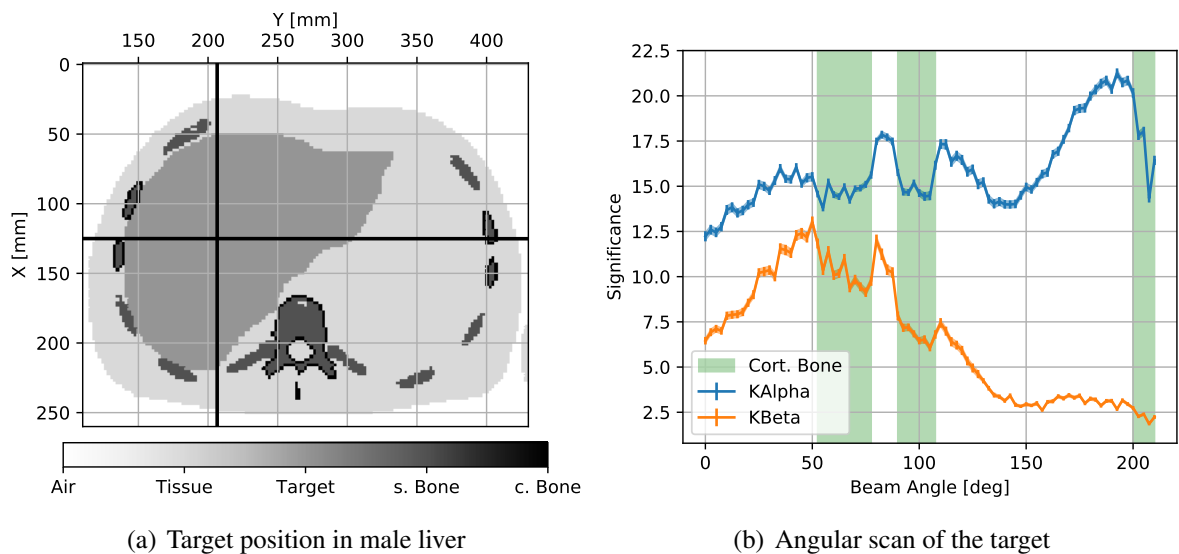 Y [mm]
150 200 250 300 350 400
0
50
100
150
200
250
X [mm]
Air Tissue Target s. Bone c. Bone
(a) Target position in male liver
22.5
20.0
17.5
15.0
12.5
10.0
7.5
5.0
2.5
Significance
Cort. Bone
KAlpha
KBeta
0 50 100 150 200
Beam Angle [deg]
(b) Angular scan of the target